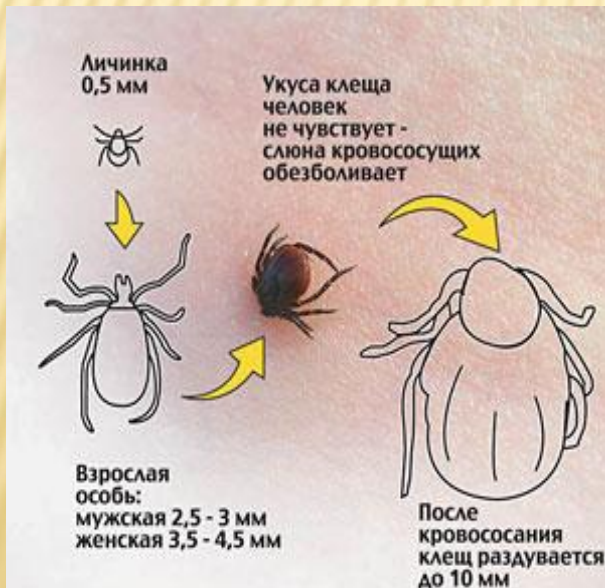 Личинка
0,5 мм
Укуса клеща
человек
не чувствует -
слюна кровососущих
обезболивает
Взрослая
особь:
мужская 2,5 - 3 мм
женская 3,5 - 4,5 мм
После
кровососания
клещ раздувается
до 10 мм